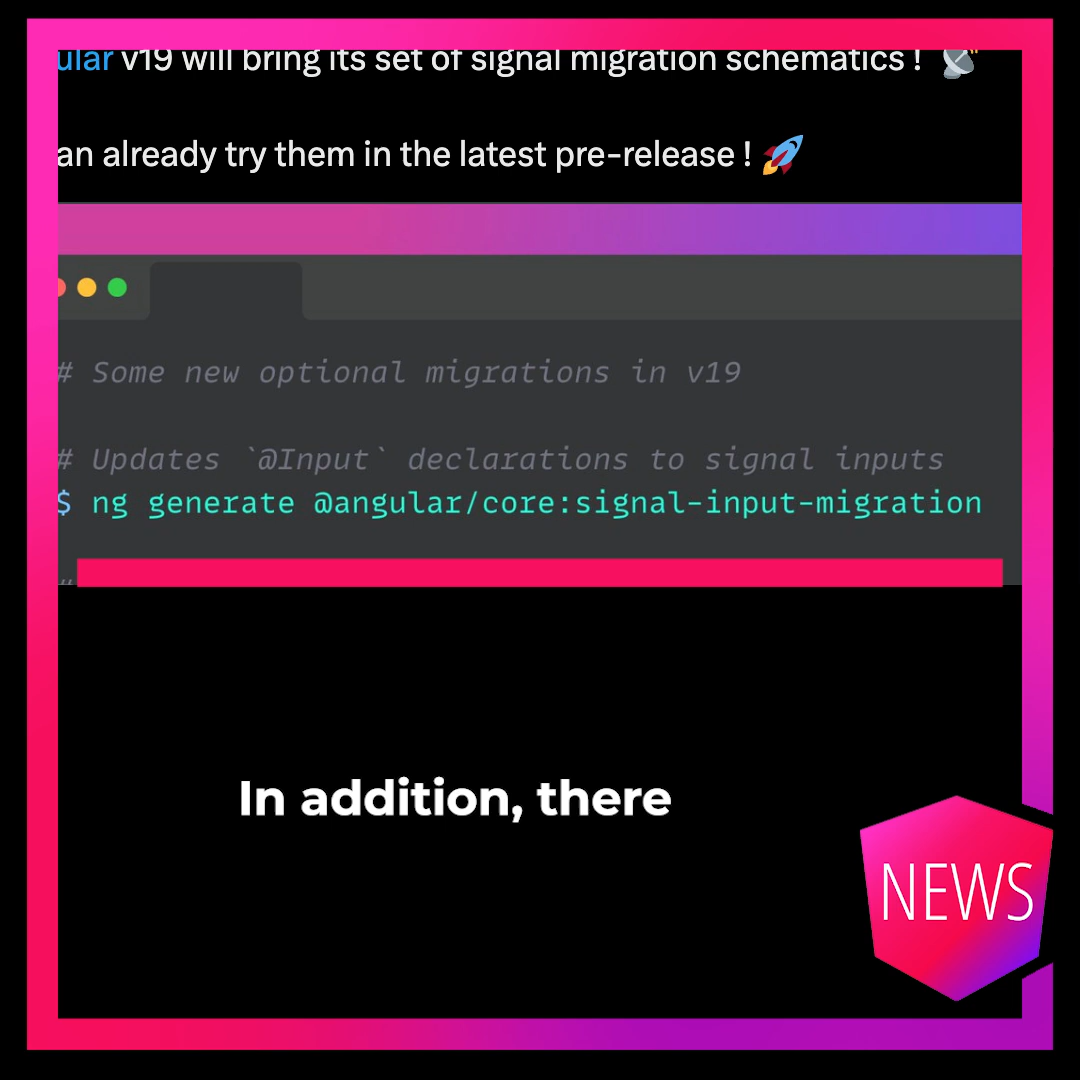 ular v19 will bring its set of signal migration schematics ! 📡
an already try them in the latest pre-release ! 🚀
# Some new optional migrations in v19
# Updates `@Input` declarations to signal inputs
$ ng generate @angular/core:signal-input-migration
#
In addition, there
NEWS